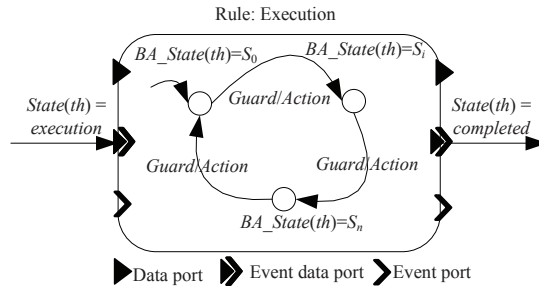 Rule: Execution
BA_State(th)=S0
BA_State(th)=Si
State(th) =
execution
Guard/Action
State(th) =
completed
Guard/Action
Guard/Action
BA_State(th)=Sn
Data port
Event data port
Event port